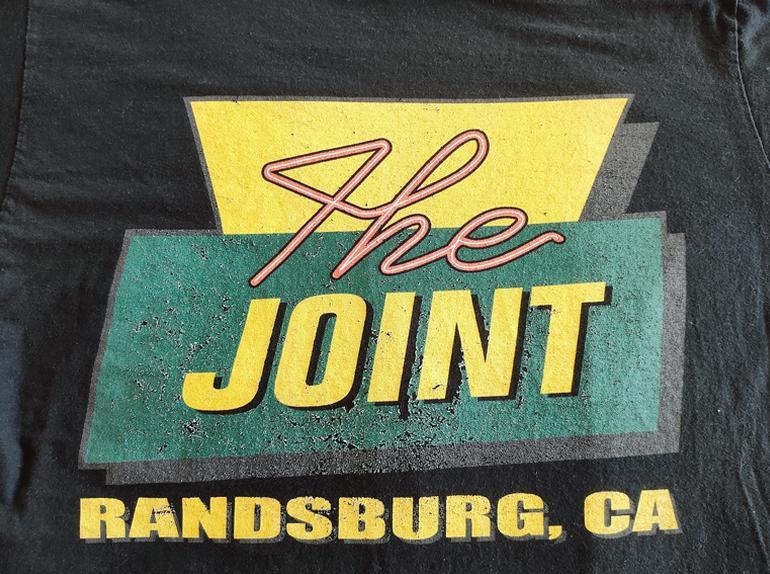 The
JOINT
RANDSBURG, CA